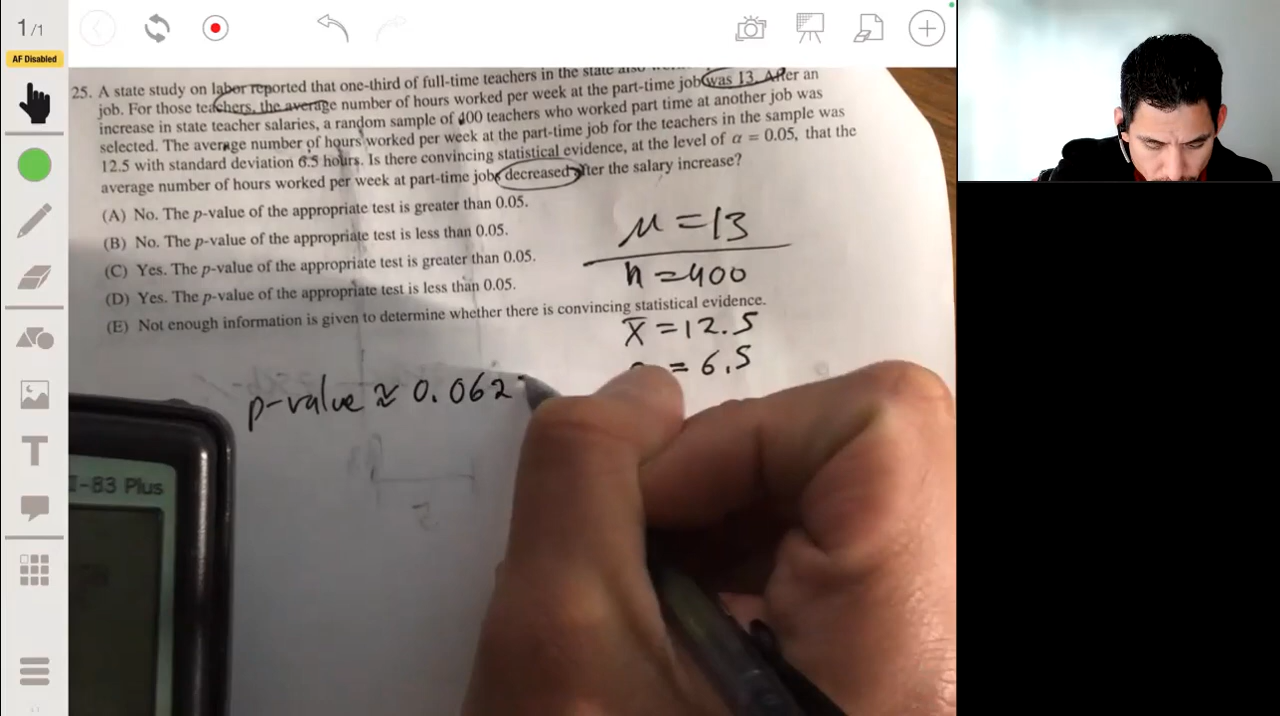 1/1
AF Disabled
25. A state study on labor reported that one-third of full-time teachers in the state also
job. For those teachers, the average number of hours worked per week at the part-time job was 13. After an
increase in state teacher salaries, a random sample of 400 teachers who worked part time at another job was
selected. The average number of hours worked per week at the part-time job for the teachers in the sample was
12.5 with standard deviation 6.5 hours. Is there convincing statistical evidence, at the level of α = 0.05, that the
average number of hours worked per week at part-time jobs decreased after the salary increase?
(A) No. The p-value of the appropriate test is greater than 0.05.
(B) No. The p-value of the appropriate test is less than 0.05.
(C) Yes. The p-value of the appropriate test is greater than 0.05.
(D) Yes. The p-value of the appropriate test is less than 0.05.
(E) Not enough information is given to determine whether there is convincing statistical evidence.
μ = 13
n = 400
x̄ = 12.5
= 6.5
p-value ≈ 0.062
-83 Plus
T